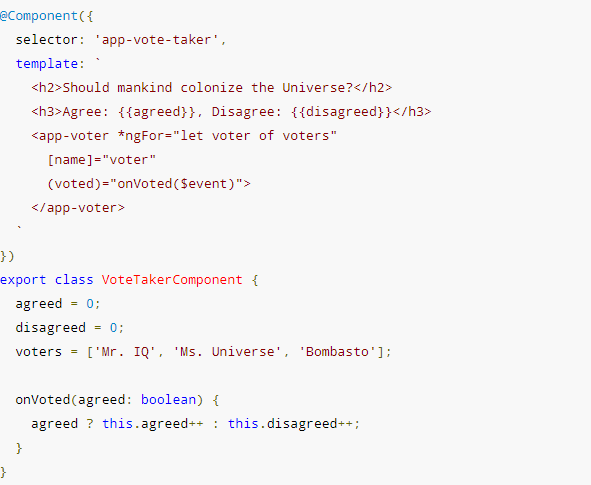 @Component({
  selector: 'app-vote-taker',
  template: `
    <h2>Should mankind colonize the Universe?</h2>
    <h3>Agree: {{agreed}}, Disagree: {{disagreed}}</h3>
    <app-voter *ngFor="let voter of voters"
      [name]="voter"
      (voted)="onVoted($event)">
    </app-voter>
  `
})
export class VoteTakerComponent {
  agreed = 0;
  disagreed = 0;
  voters = ['Mr. IQ', 'Ms. Universe', 'Bombasto'];

  onVoted(agreed: boolean) {
    agreed ? this.agreed++ : this.disagreed++;
  }
}